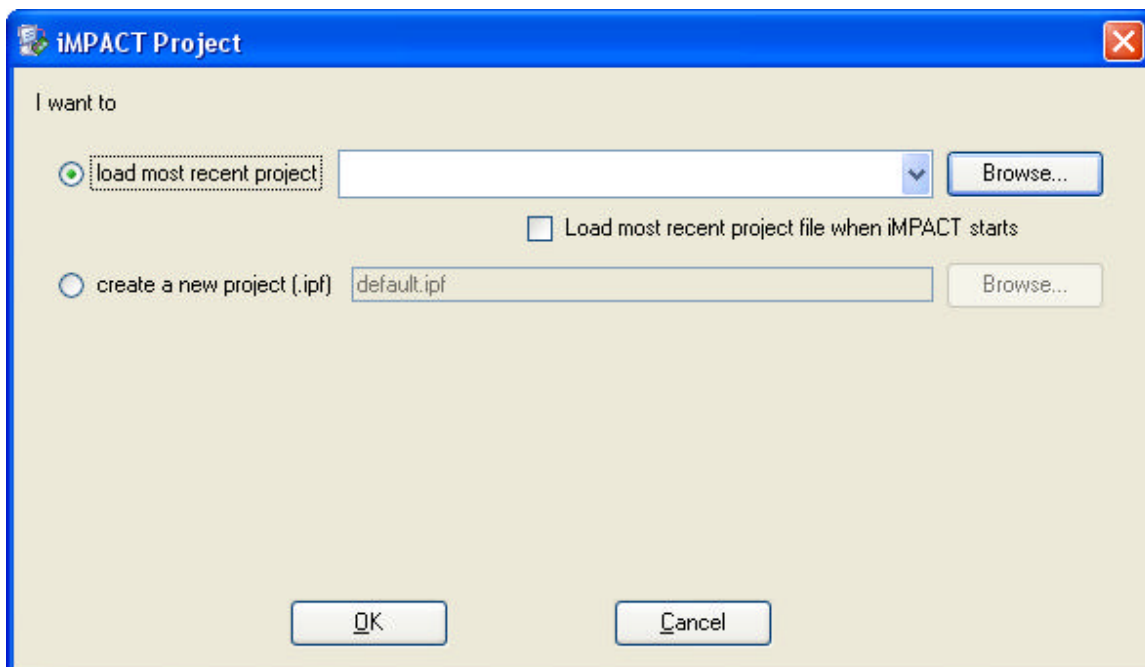 iMPACT Project
I want to
load most recent project Browse...
Load most recent project file when iMPACT starts
create a new project (.ipf) default.ipf Browse...
OK Cancel